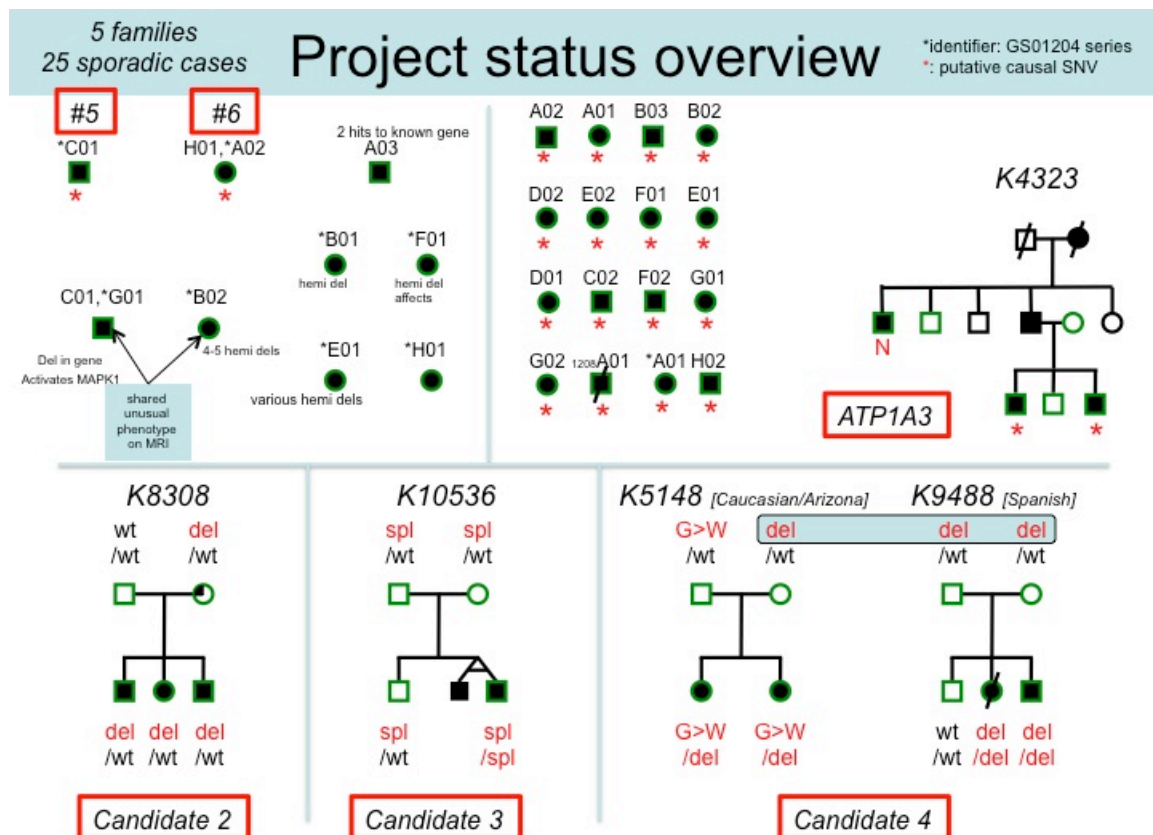 5 families
25 sporadic cases
Project status overview
*identifier: GS01204 series
*: putative causal SNV
#5
#6
*C01
H01,*A02
*
*
2 hits to known gene
A03
*B01
*F01
hemi del
hemi del
affects
C01,*G01
*B02
Del in gene
Activates MAPK1
4-5 hemi dels
shared
unusual
phenotype
on MRI
*E01
*H01
various hemi dels
A02 A01 B03 B02
* * * *
D02 E02 F01 E01
* * * *
D01 C02 F02 G01
* * * *
G02 1208/A01 *A01 H02
* * * *
K4323
N
ATP1A3
* *
K8308
wt del
/wt /wt
del del del
/wt /wt /wt
Candidate 2
K10536
spl spl
/wt /wt
spl spl
/wt /spl
Candidate 3
K5148 [Caucasian/Arizona] K9488 [Spanish]
G>W del del del
/wt /wt /wt /wt
G>W G>W wt del del
/del /del /wt /del /del
Candidate 4